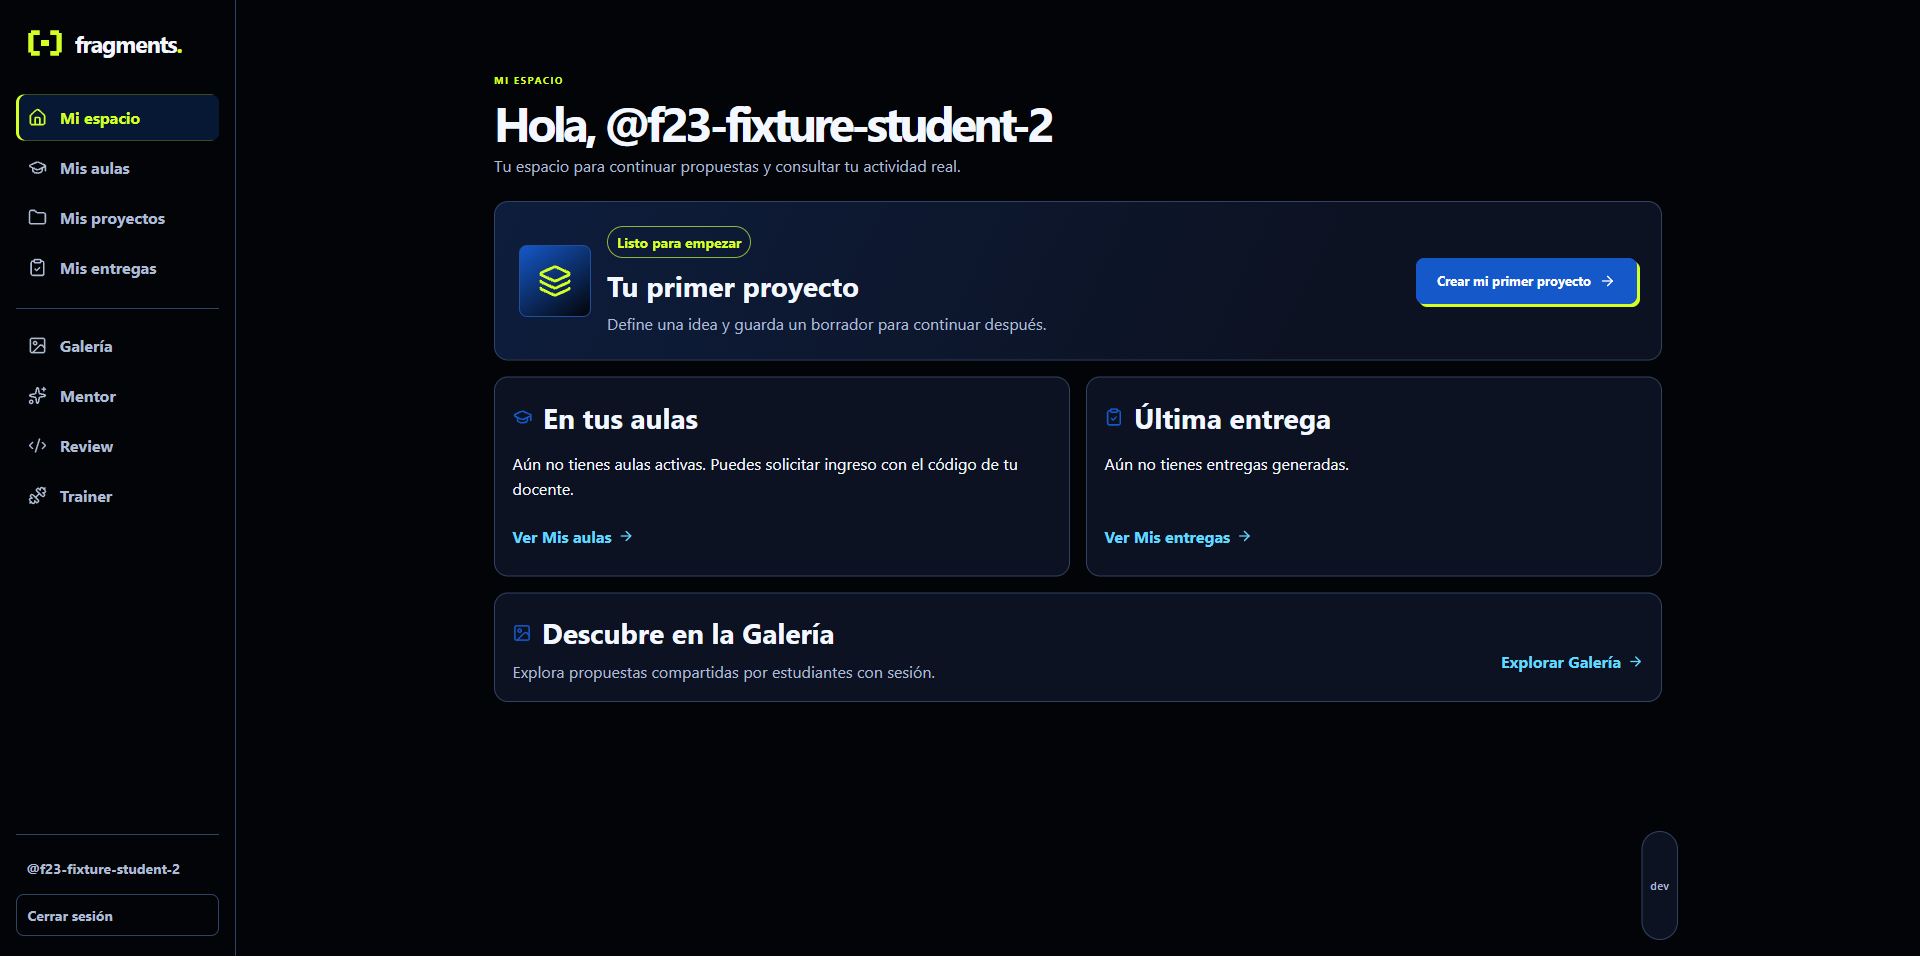 fragments.
Mi espacio
Mis aulas
Mis proyectos
Mis entregas
Galería
Mentor
Review
Trainer
@f23-fixture-student-2
Cerrar sesión
MI ESPACIO
Hola, @f23-fixture-student-2
Tu espacio para continuar propuestas y consultar tu actividad real.
Listo para empezar
Tu primer proyecto
Define una idea y guarda un borrador para continuar después.
Crear mi primer proyecto
En tus aulas
Aún no tienes aulas activas. Puedes solicitar ingreso con el código de tu
docente.
Ver Mis aulas
Última entrega
Aún no tienes entregas generadas.
Ver Mis entregas
Descubre en la Galería
Explora propuestas compartidas por estudiantes con sesión.
Explorar Galería
dev